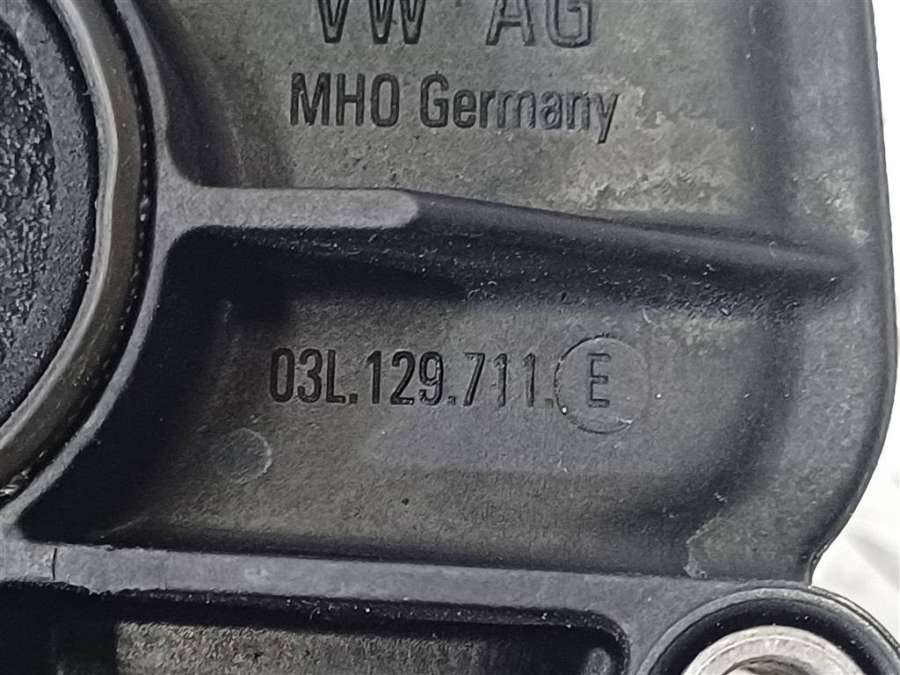 VW AG
MHO Germany
03L.129.711.E